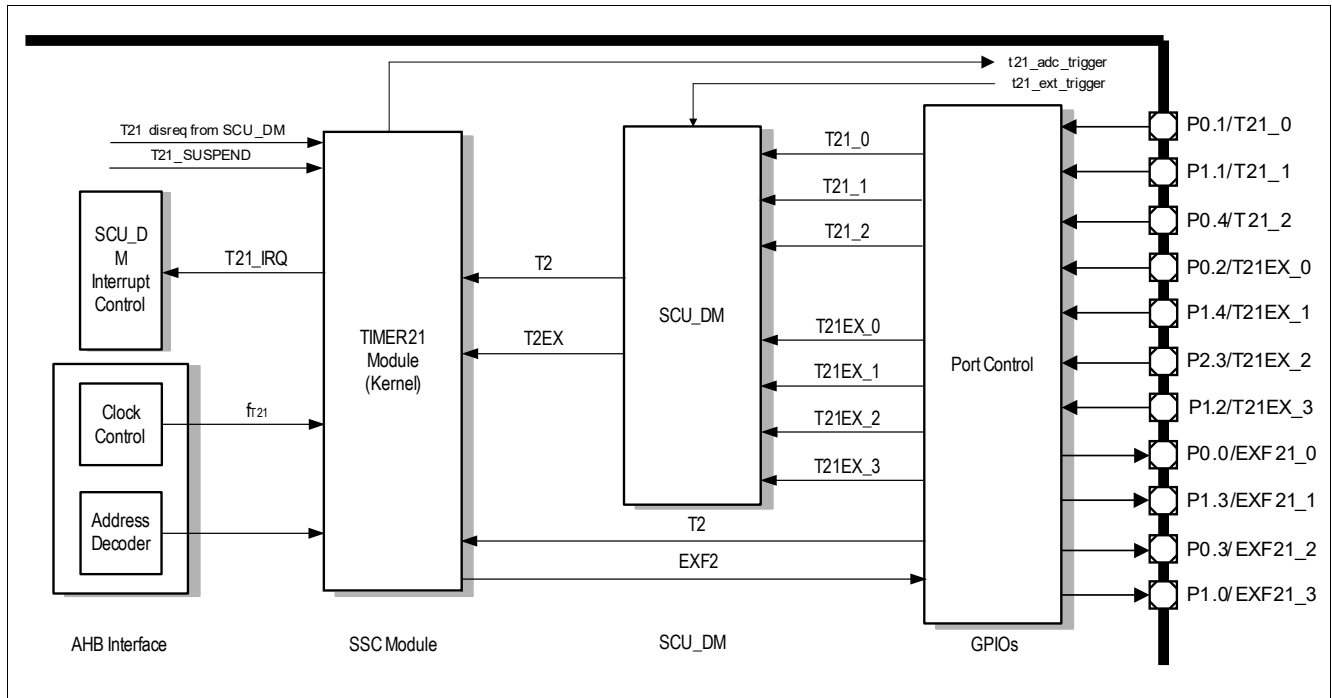 t21_adc_trigger
t21_ext_trigger
T21 disreq from SCU_DM
T21_SUSPEND
SCU_D
M
Interrupt
Control
T21_IRQ
TIMER21
Module
(Kernel)
T2
T2EX
SCU_DM
T21_0
T21_1
T21_2
T21EX_0
T21EX_1
T21EX_2
T21EX_3
Port Control
P0.1/T21_0
P1.1/T21_1
P0.4/T21_2
P0.2/T21EX_0
P1.4/T21EX_1
P2.3/T21EX_2
P1.2/T21EX_3
P0.0/EXF21_0
P1.3/EXF21_1
P0.3/EXF21_2
P1.0/EXF21_3
Clock
Control
fT21
Address
Decoder
T2
EXF2
AHB Interface
SSC Module
SCU_DM
GPIOs